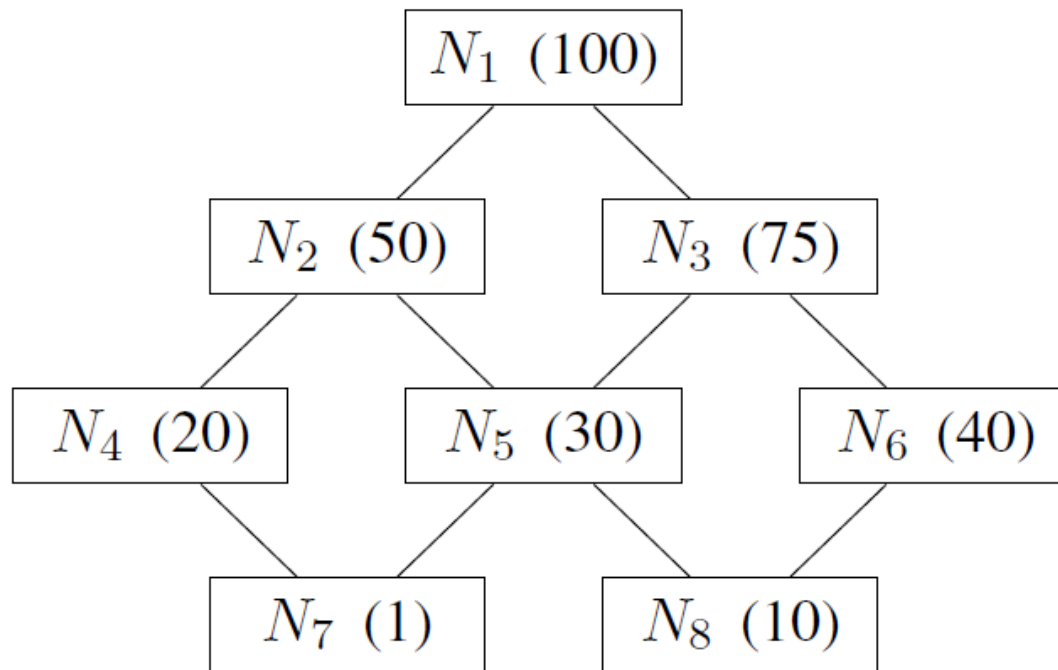 N₁ (100)
N₂ (50) N₃ (75)
N₄ (20) N₅ (30) N₆ (40)
N₇ (1) N₈ (10)